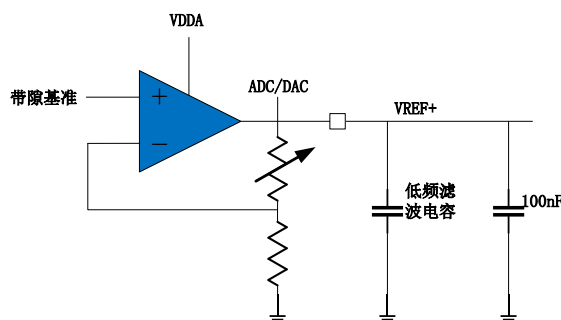 VDDA
带隙基准
ADC/DAC
VREF+
低频滤
波电容
100nF